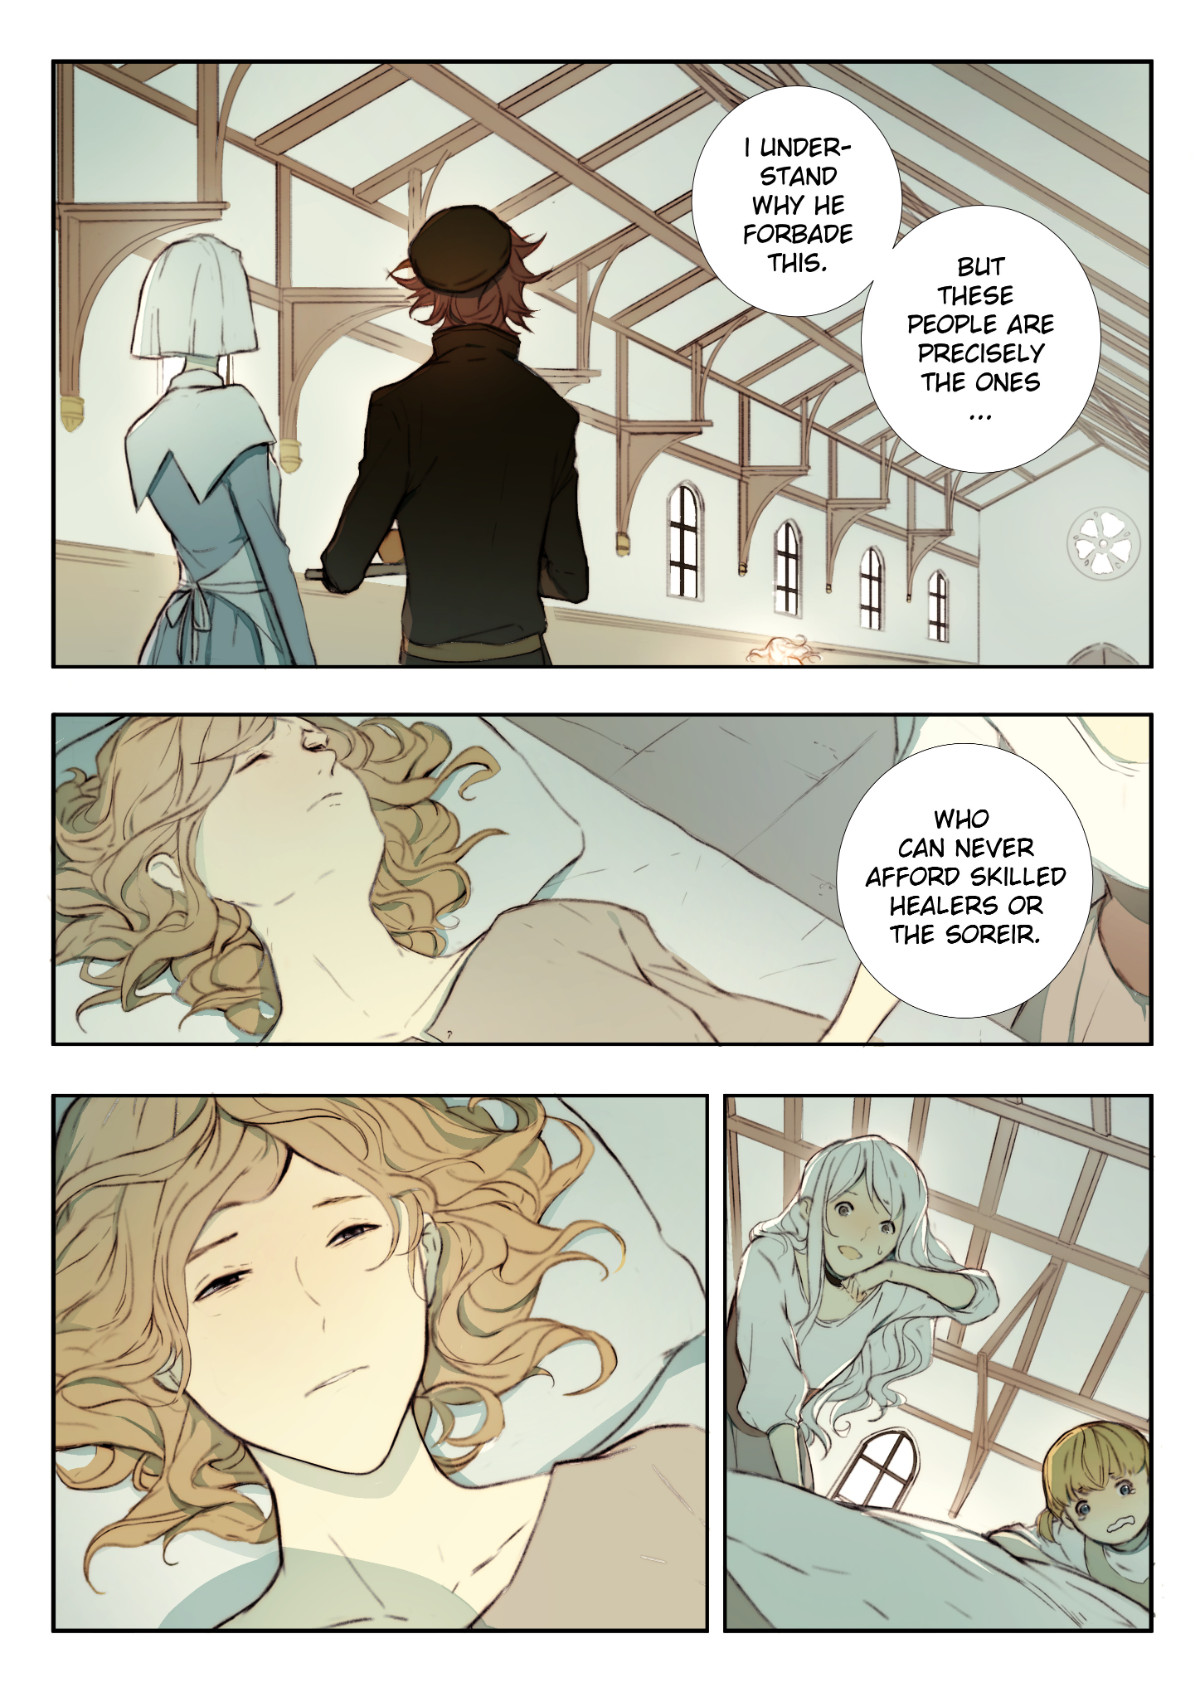 I UNDER-
STAND
WHY HE
FORBADE
THIS.
BUT
THESE
PEOPLE ARE
PRECISELY
THE ONES
...
WHO
CAN NEVER
AFFORD SKILLED
HEALERS OR
THE SOREIR.